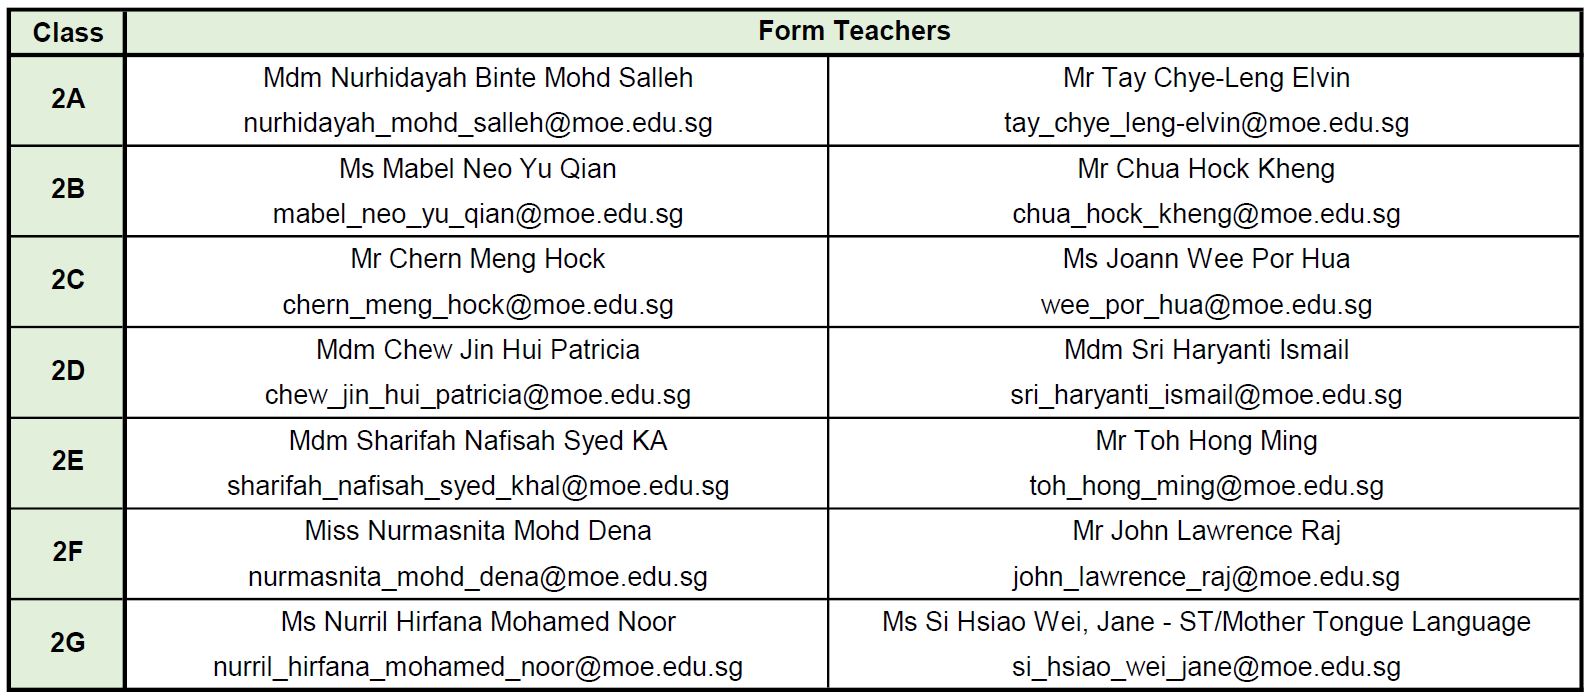 Class Form Teachers
2A
Mdm Nurhidayah Binte Mohd Salleh
nurhidayah_mohd_salleh@moe.edu.sg
Mr Tay Chye-Leng Elvin
tay_chye_leng-elvin@moe.edu.sg
2B
Ms Mabel Neo Yu Qian
mabel_neo_yu_qian@moe.edu.sg
Mr Chua Hock Kheng
chua_hock_kheng@moe.edu.sg
2C
Mr Chern Meng Hock
chern_meng_hock@moe.edu.sg
Ms Joann Wee Por Hua
wee_por_hua@moe.edu.sg
2D
Mdm Chew Jin Hui Patricia
chew_jin_hui_patricia@moe.edu.sg
Mdm Sri Haryanti Ismail
sri_haryanti_ismail@moe.edu.sg
2E
Mdm Sharifah Nafisah Syed KA
sharifah_nafisah_syed_khal@moe.edu.sg
Mr Toh Hong Ming
toh_hong_ming@moe.edu.sg
2F
Miss Nurmasnita Mohd Dena
nurmasnita_mohd_dena@moe.edu.sg
Mr John Lawrence Raj
john_lawrence_raj@moe.edu.sg
2G
Ms Nurril Hirfana Mohamed Noor
nurril_hirfana_mohamed_noor@moe.edu.sg
Ms Si Hsiao Wei, Jane - ST/Mother Tongue Language
si_hsiao_wei_jane@moe.edu.sg